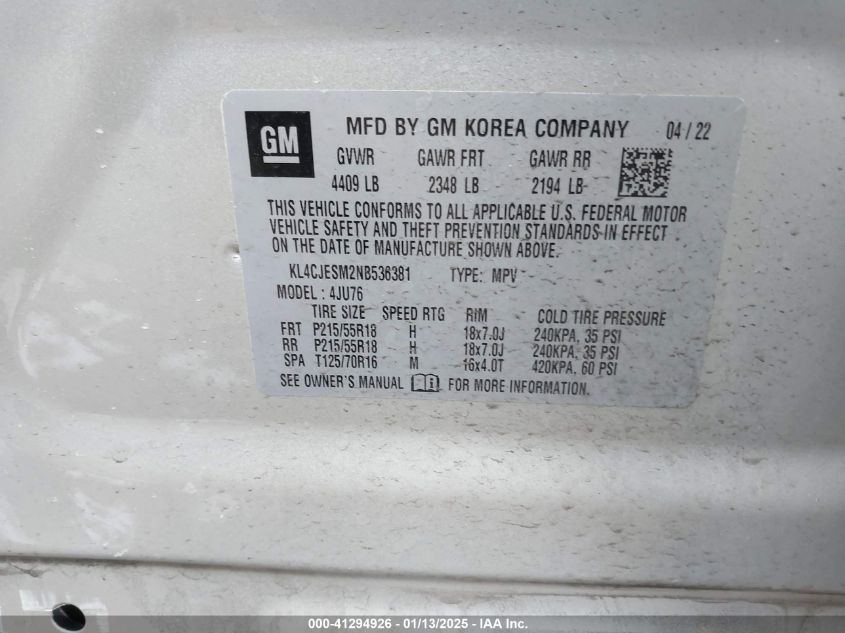 GM MFD BY GM KOREA COMPANY 04 / 22
GVWR GAWR FRT GAWR RR
4409 LB 2348 LB 2194 LB
THIS VEHICLE CONFORMS TO ALL APPLICABLE U.S. FEDERAL MOTOR
VEHICLE SAFETY AND THEFT PREVENTION STANDARDS IN EFFECT
ON THE DATE OF MANUFACTURE SHOWN ABOVE.
KL4CJESM2NB536381 TYPE: MPV
MODEL : 4JU76
TIRE SIZE SPEED RTG RIM COLD TIRE PRESSURE
FRT P215/55R18 H 18x7.0J 240KPA, 35 PSI
RR P215/55R18 H 18x7.0J 240KPA, 35 PSI
SPA T125/70R16 M 16x4.0T 420KPA, 60 PSI
SEE OWNER'S MANUAL FOR MORE INFORMATION.
000-41294926 - 01/13/2025 - IAA Inc.